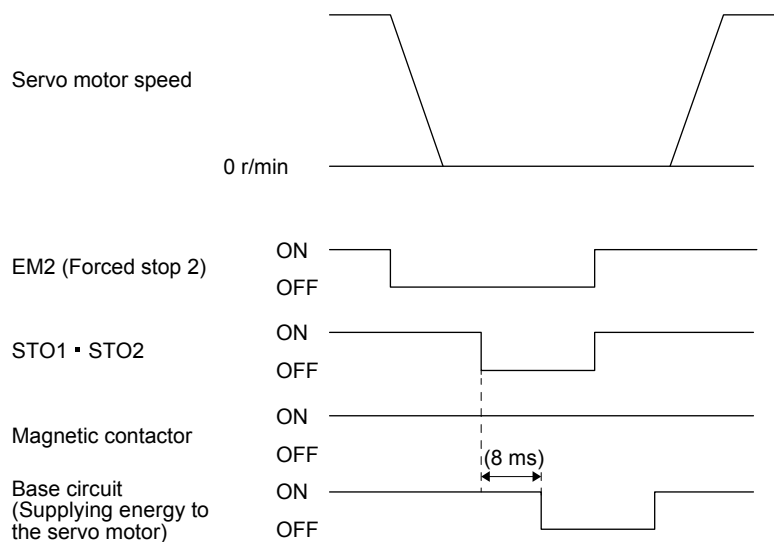 Servo motor speed
0 r/min
EM2 (Forced stop 2)
ON
OFF
STO1 ▪ STO2
ON
OFF
Magnetic contactor
ON
OFF
(8 ms)
Base circuit
(Supplying energy to
the servo motor)
ON
OFF